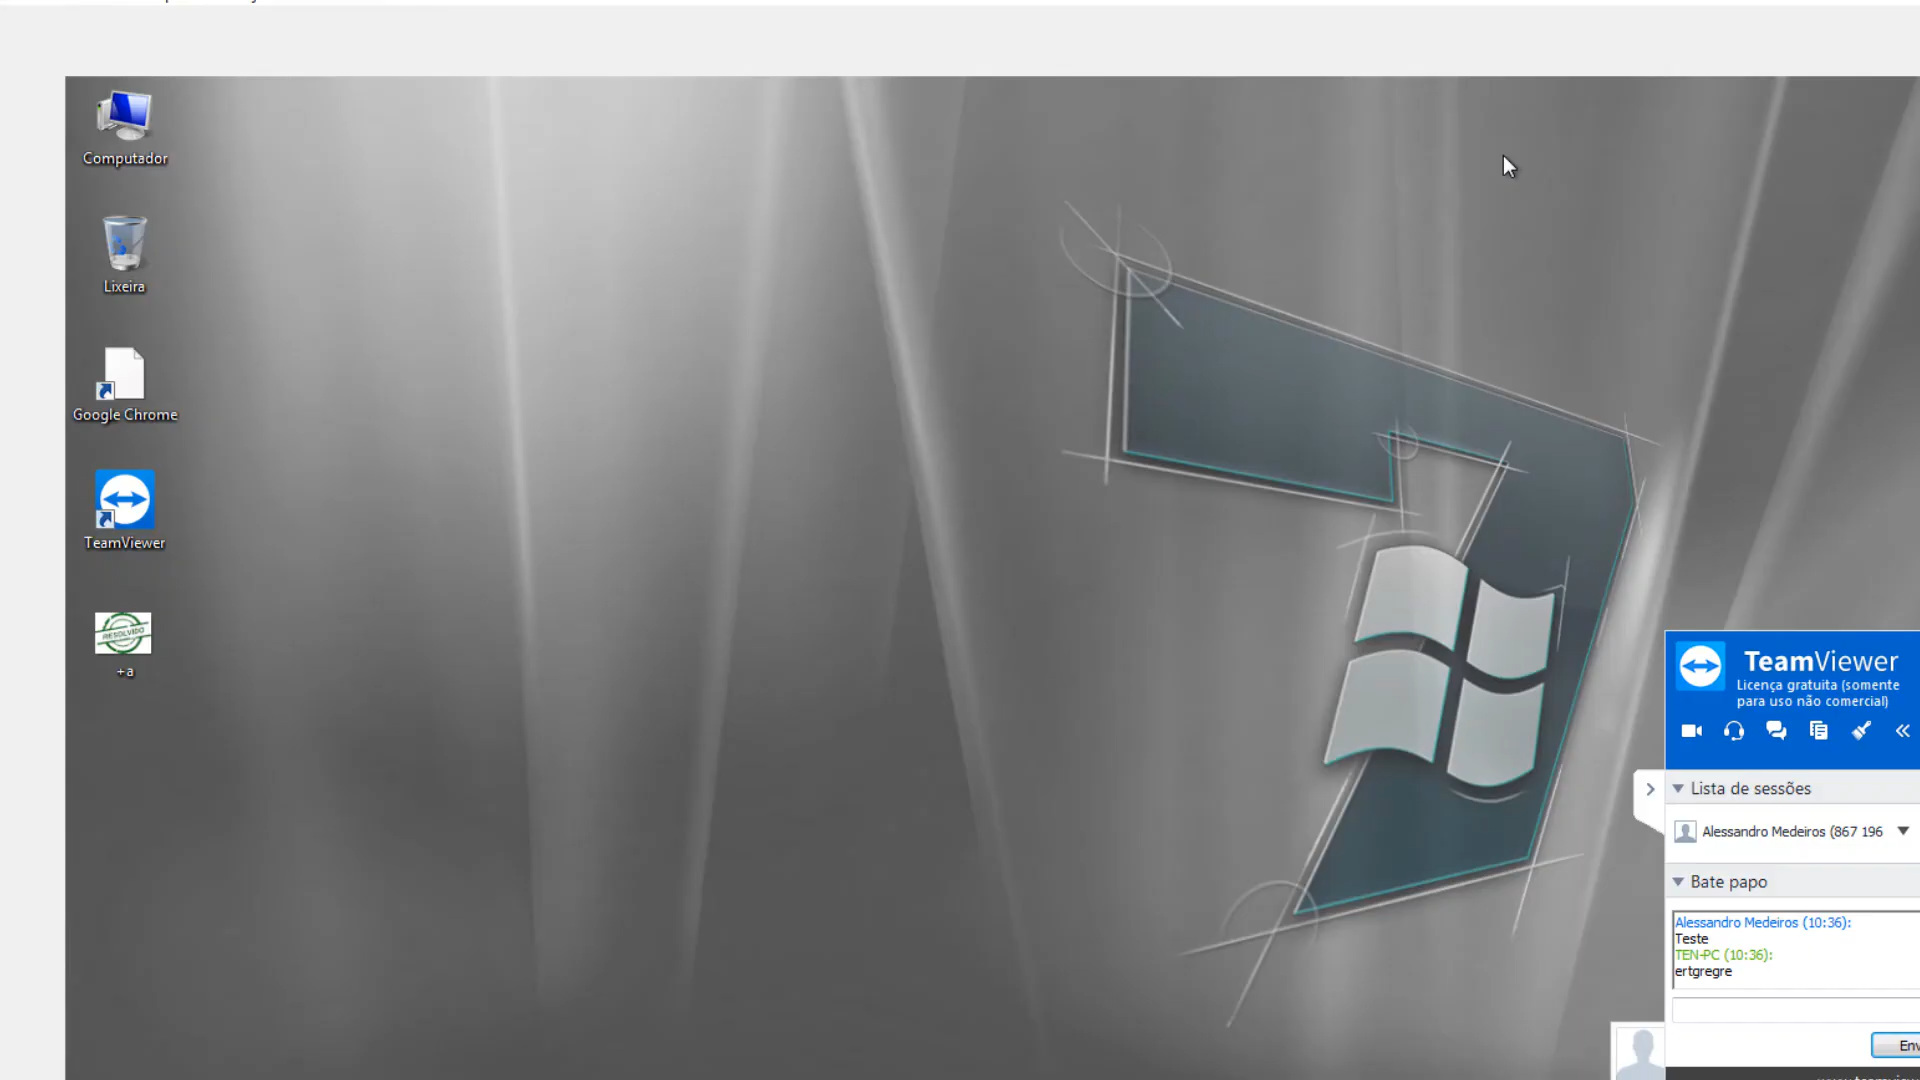 Computador
Lixeira
Google Chrome
TeamViewer
RESOLVIDO
+a
TeamViewer
Licença gratuita (somente
para uso não comercial)
Lista de sessões
Alessandro Medeiros (867 196
Bate papo
Alessandro Medeiros (10:36):
Teste
TEN-PC (10:36):
ertgregre
Env